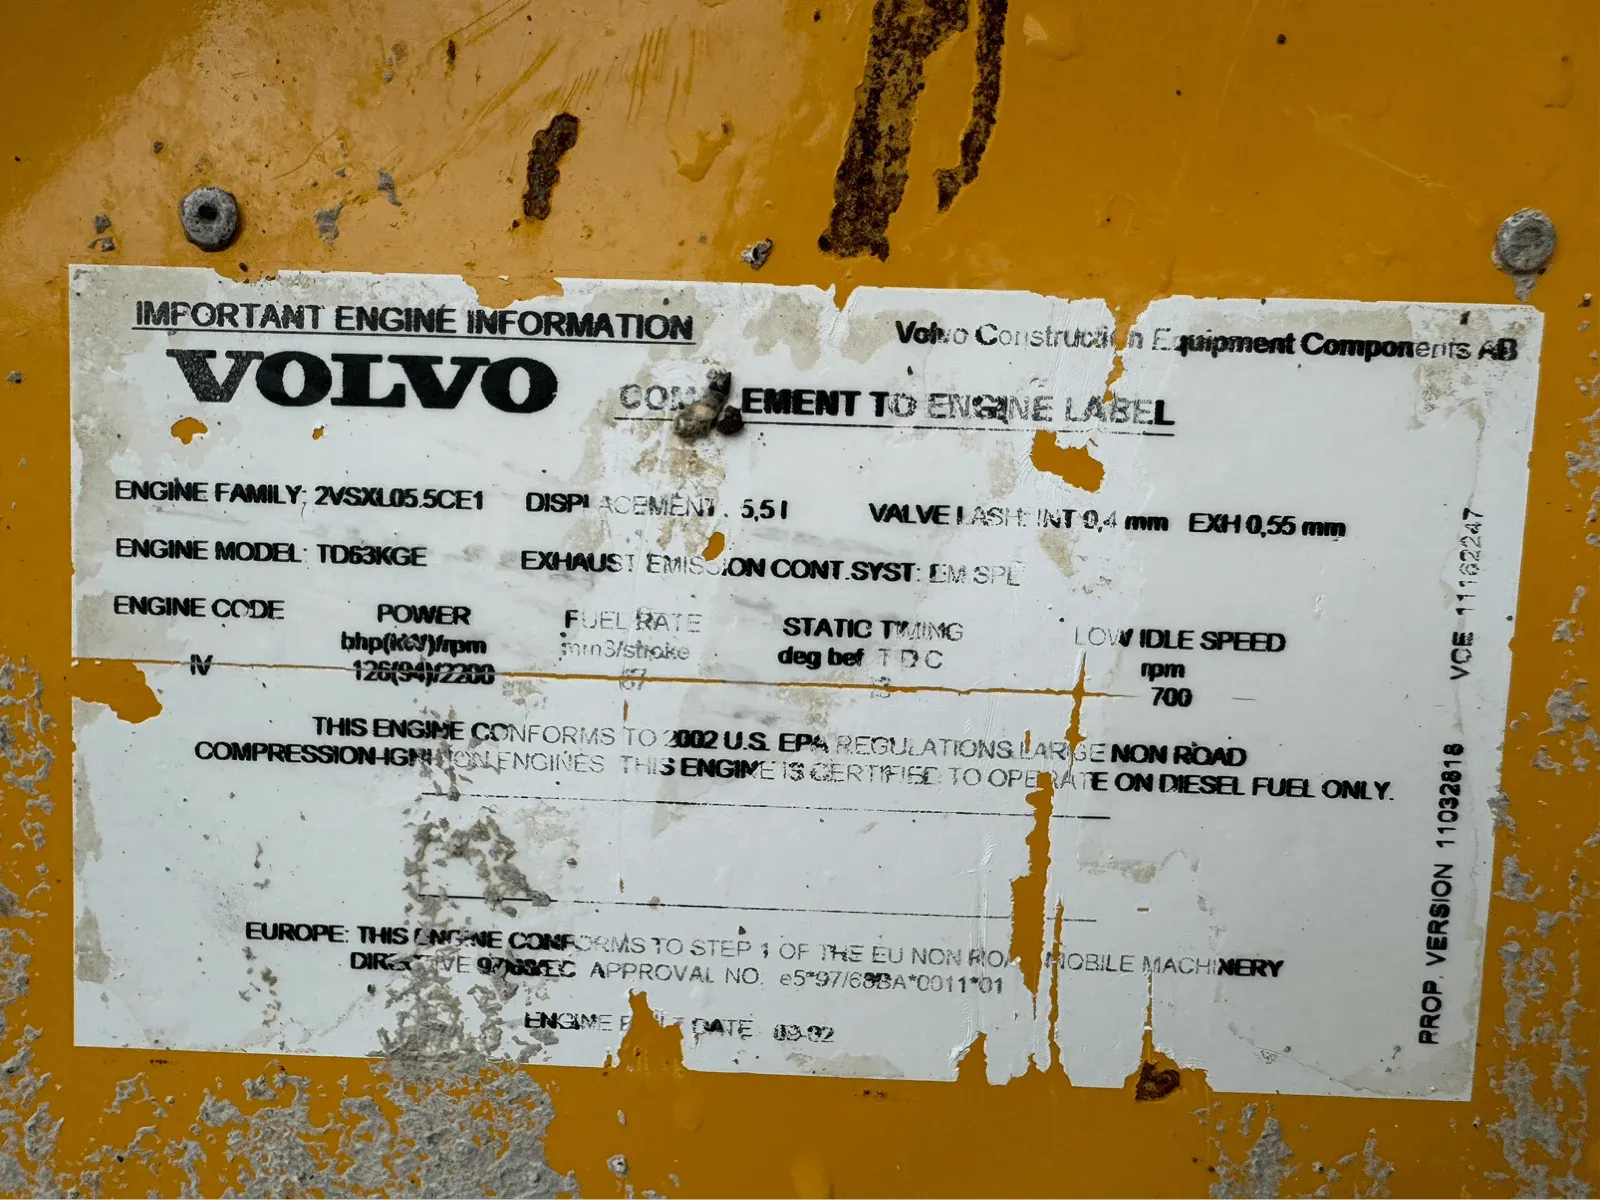 IMPORTANT ENGINE INFORMATION
Volvo Construction Equipment Components AB
VOLVO
EMENT TO ENGINE LABEL
ENGINE FAMILY; 2VSXL05.5CE1 DISPLACEMENT. 5,5 l VALVE LASH: INT 0,4 mm EXH 0,55 mm
ENGINE MODEL: TD63KGE EXHAUST EMISSION CONT.SYST: EM SPL
ENGINE CODE POWER FUEL RATE STATIC TIMING LOW IDLE SPEED
bhp(kW)/rpm mm3/stroke deg bef T D C rpm
IV 126(94)/2200 67 700
THIS ENGINE CONFORMS TO 2002 U.S. EPA REGULATIONS LARGE NON ROAD
COMPRESSION-IGNITION ENGINES. THIS ENGINE IS CERTIFIED TO OPERATE ON DIESEL FUEL ONLY.
EUROPE: THIS ENGINE CONFORMS TO STEP 1 OF THE EU NON ROAD MOBILE MACHINERY
DIRECTIVE 97/68/EC APPROVAL NO. e5*97/68BA*0011*01
ENGINE DATE
PROP. VERSION 11032818 VCE 11162247